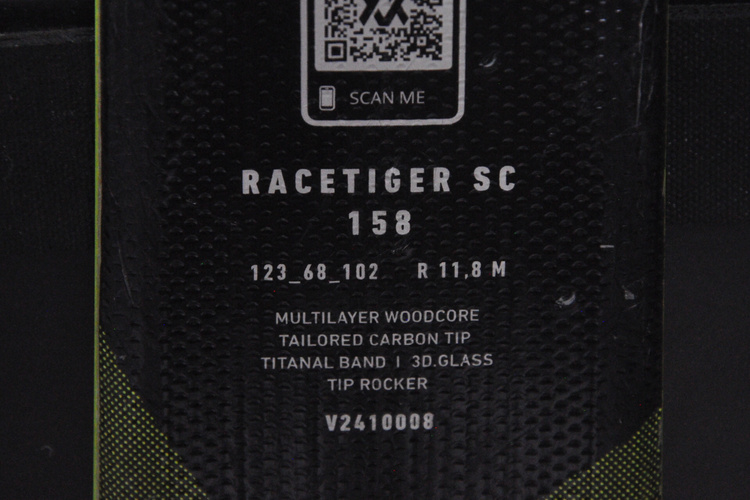 SCAN ME
RACETIGER SC
158
123_68_102 R 11,8 M
MULTILAYER WOODCORE
TAILORED CARBON TIP
TITANAL BAND | 3D.GLASS
TIP ROCKER
V2410008